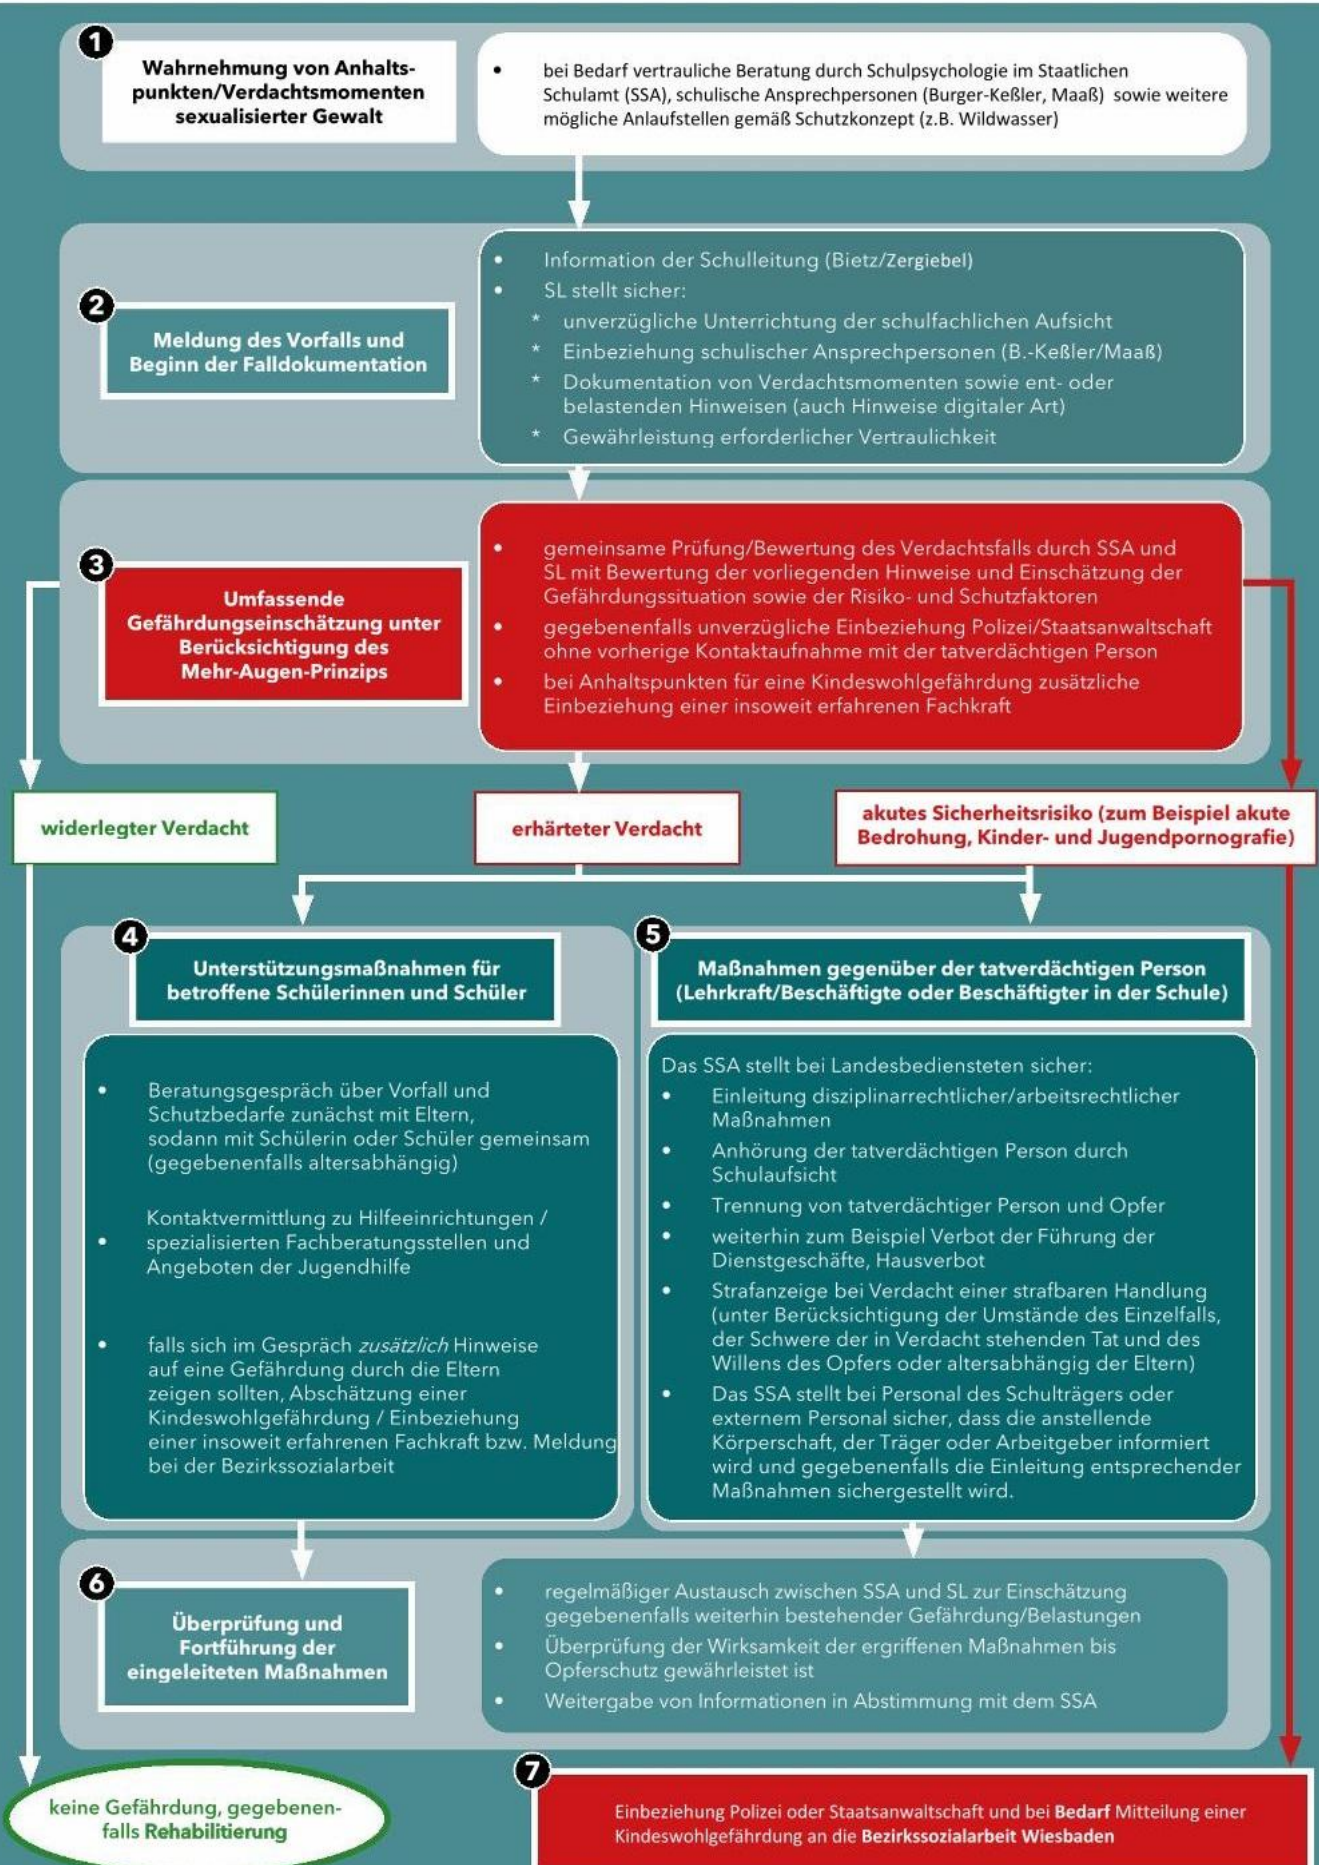 1
Wahrnehmung von Anhalts-
punkten/Verdachtsmomenten
sexualisierter Gewalt
• bei Bedarf vertrauliche Beratung durch Schulpsychologie im Staatlichen
Schulamt (SSA), schulische Ansprechpersonen (Burger-Keßler, Maaß) sowie weitere
mögliche Anlaufstellen gemäß Schutzkonzept (z.B. Wildwasser)
2
Meldung des Vorfalls und
Beginn der Falldokumentation
• Information der Schulleitung (Bietz/Zergiebel)
• SL stellt sicher:
* unverzügliche Unterrichtung der schulfachlichen Aufsicht
* Einbeziehung schulischer Ansprechpersonen (B.-Keßler/Maaß)
* Dokumentation von Verdachtsmomenten sowie ent- oder
belastenden Hinweisen (auch Hinweise digitaler Art)
* Gewährleistung erforderlicher Vertraulichkeit
3
Umfassende
Gefährdungseinschätzung unter
Berücksichtigung des
Mehr-Augen-Prinzips
• gemeinsame Prüfung/Bewertung des Verdachtsfalls durch SSA und
SL mit Bewertung der vorliegenden Hinweise und Einschätzung der
Gefährdungssituation sowie der Risiko- und Schutzfaktoren
• gegebenenfalls unverzügliche Einbeziehung Polizei/Staatsanwaltschaft
ohne vorherige Kontaktaufnahme mit der tatverdächtigen Person
• bei Anhaltspunkten für eine Kindeswohlgefährdung zusätzliche
Einbeziehung einer insoweit erfahrenen Fachkraft
widerlegter Verdacht
erhärteter Verdacht
akutes Sicherheitsrisiko (zum Beispiel akute
Bedrohung, Kinder- und Jugendpornografie)
4
Unterstützungsmaßnahmen für
betroffene Schülerinnen und Schüler
• Beratungsgespräch über Vorfall und
Schutzbedarfe zunächst mit Eltern,
sodann mit Schülerin oder Schüler gemeinsam
(gegebenenfalls altersabhängig)
Kontaktvermittlung zu Hilfeeinrichtungen /
• spezialisierten Fachberatungsstellen und
Angeboten der Jugendhilfe
• falls sich im Gespräch zusätzlich Hinweise
auf eine Gefährdung durch die Eltern
zeigen sollten, Abschätzung einer
Kindeswohlgefährdung / Einbeziehung
einer insoweit erfahrenen Fachkraft bzw. Meldung
bei der Bezirkssozialarbeit
5
Maßnahmen gegenüber der tatverdächtigen Person
(Lehrkraft/Beschäftigte oder Beschäftigter in der Schule)
Das SSA stellt bei Landesbediensteten sicher:
• Einleitung disziplinarrechtlicher/arbeitsrechtlicher
Maßnahmen
• Anhörung der tatverdächtigen Person durch
Schulaufsicht
• Trennung von tatverdächtiger Person und Opfer
• weiterhin zum Beispiel Verbot der Führung der
Dienstgeschäfte, Hausverbot
• Strafanzeige bei Verdacht einer strafbaren Handlung
(unter Berücksichtigung der Umstände des Einzelfalls,
der Schwere der in Verdacht stehenden Tat und des
Willens des Opfers oder altersabhängig der Eltern)
• Das SSA stellt bei Personal des Schulträgers oder
externem Personal sicher, dass die anstellende
Körperschaft, der Träger oder Arbeitgeber informiert
wird und gegebenenfalls die Einleitung entsprechender
Maßnahmen sichergestellt wird.
6
Überprüfung und
Fortführung der
eingeleiteten Maßnahmen
• regelmäßiger Austausch zwischen SSA und SL zur Einschätzung
gegebenenfalls weiterhin bestehender Gefährdung/Belastungen
• Überprüfung der Wirksamkeit der ergriffenen Maßnahmen bis
Opferschutz gewährleistet ist
• Weitergabe von Informationen in Abstimmung mit dem SSA
keine Gefährdung, gegebenen-
falls Rehabilitierung
7
Einbeziehung Polizei oder Staatsanwaltschaft und bei Bedarf Mitteilung einer
Kindeswohlgefährdung an die Bezirkssozialarbeit Wiesbaden